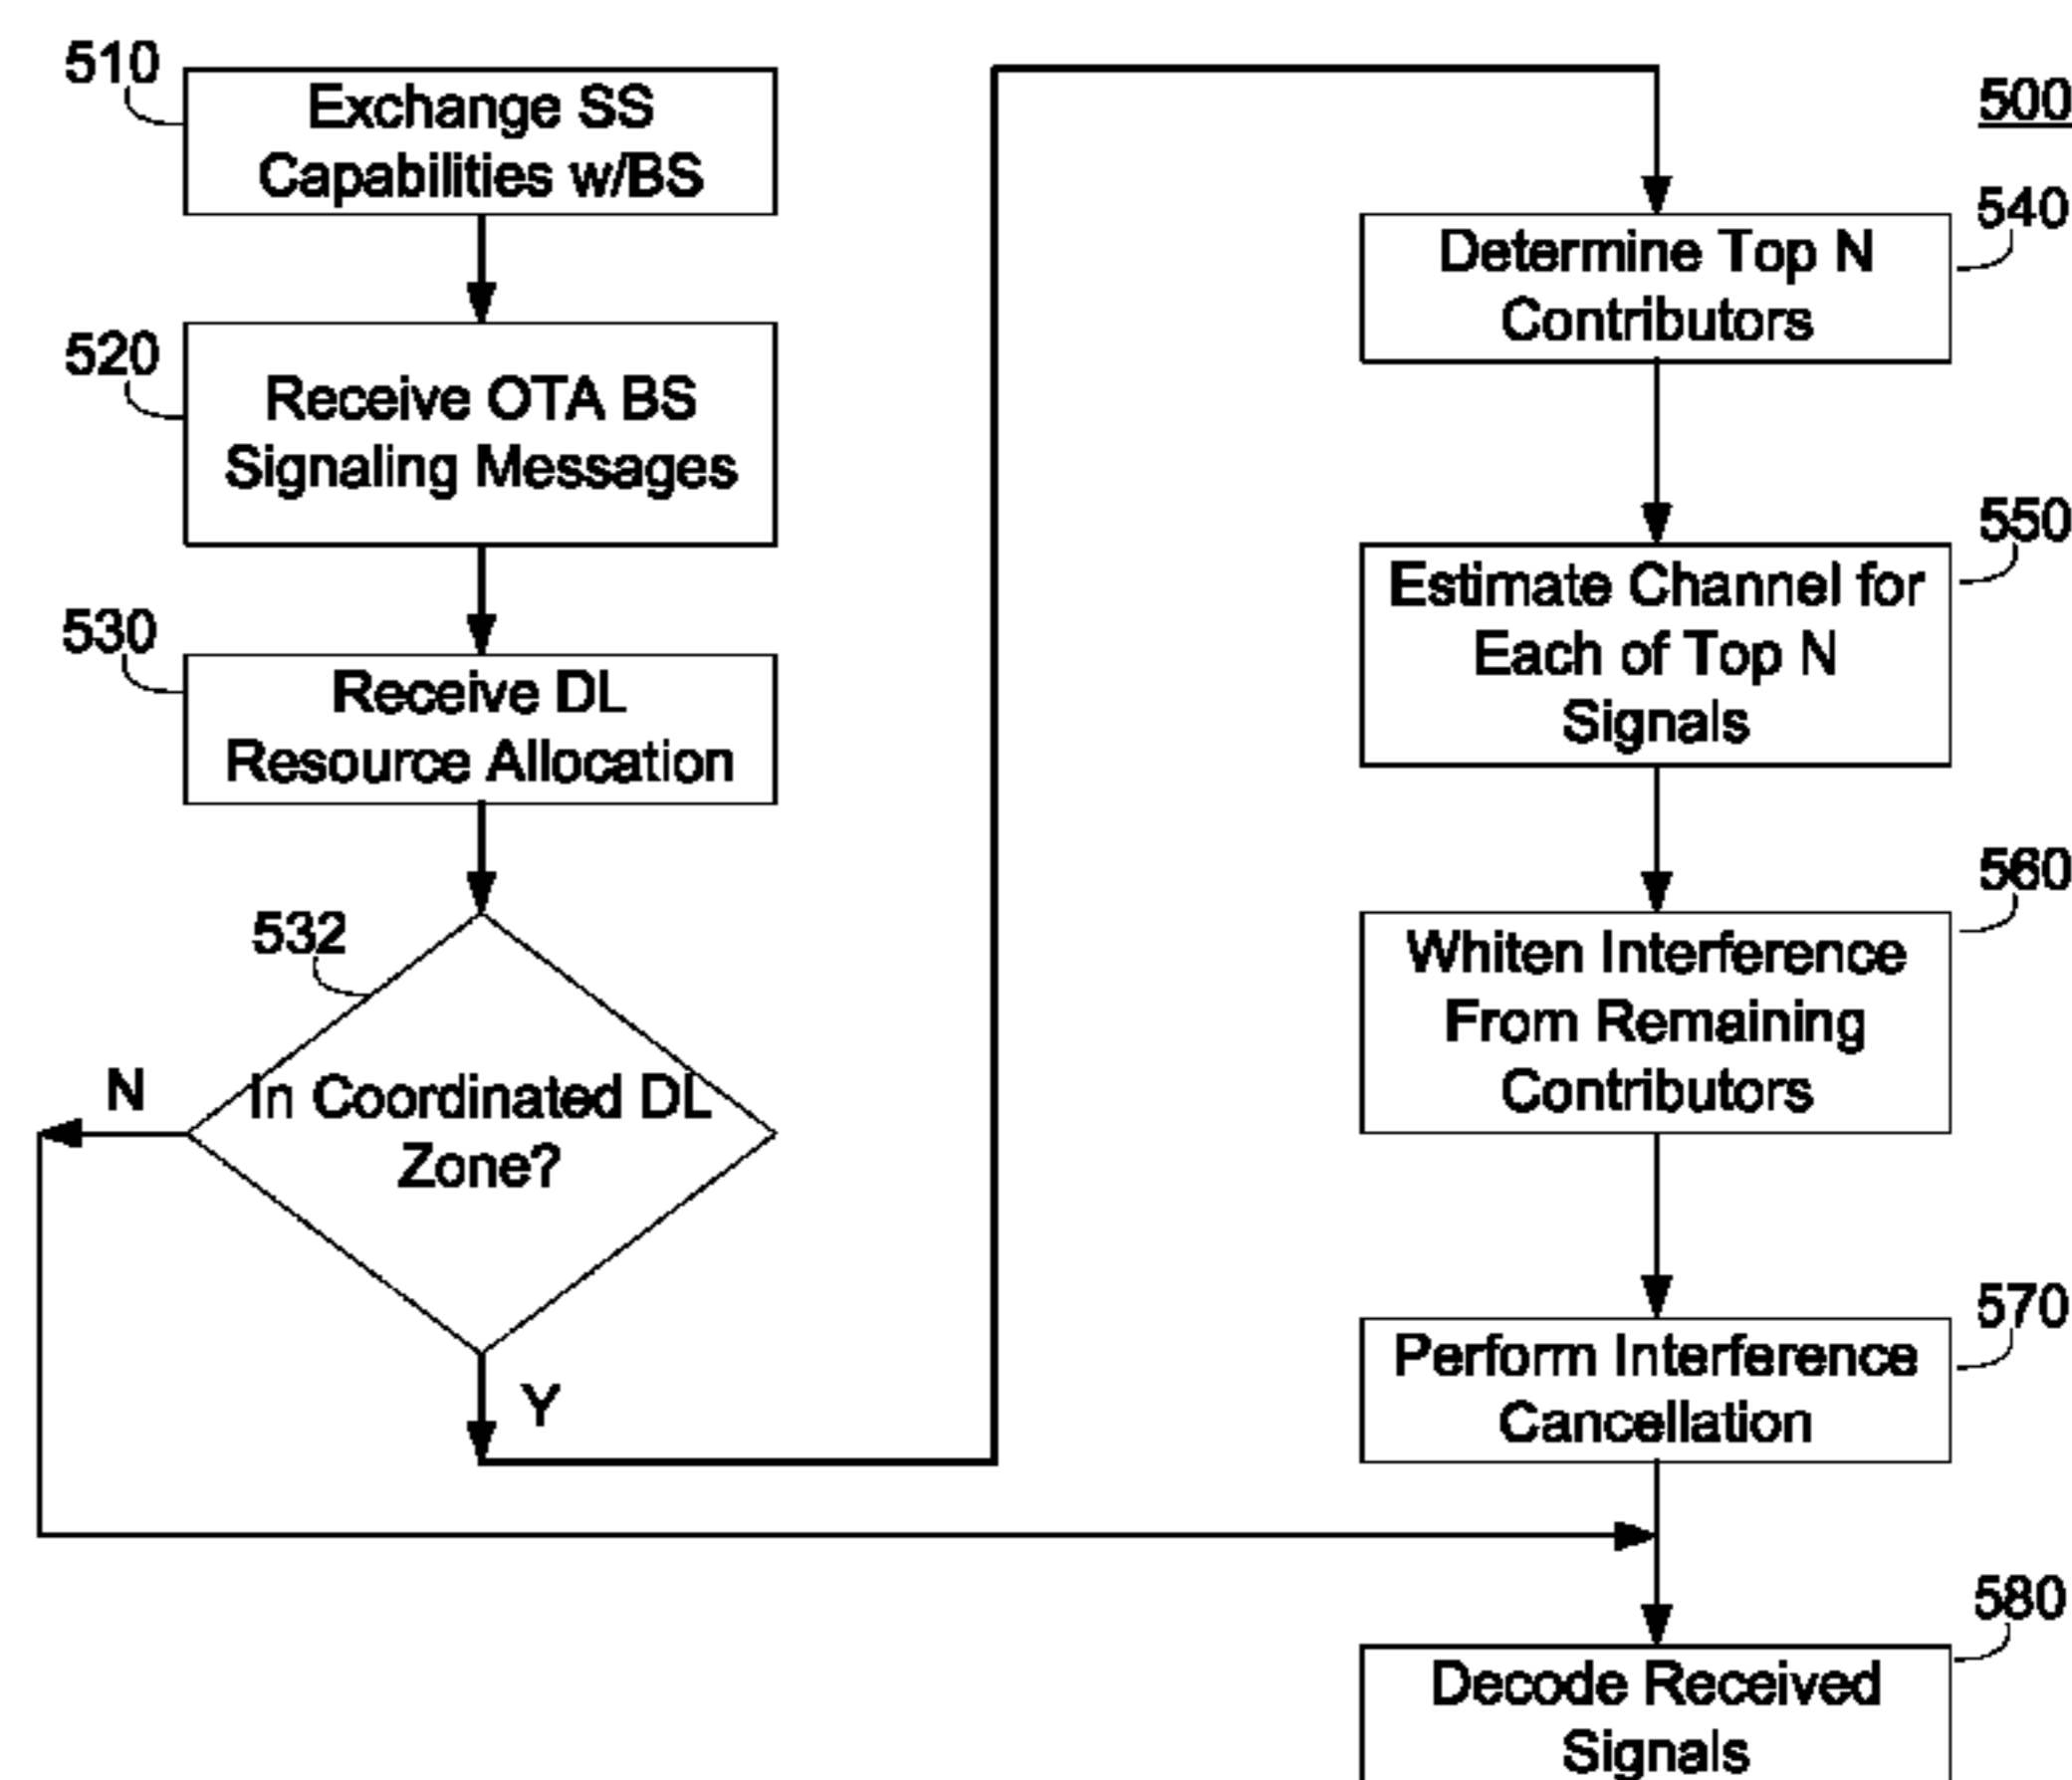 510
Exchange SS
Capabilities w/BS
520
Receive OTA BS
Signaling Messages
530
Receive DL
Resource Allocation
532
In Coordinated DL
Zone?
N
Y
500
540
Determine Top N
Contributors
550
Estimate Channel for
Each of Top N
Signals
560
Whiten Interference
From Remaining
Contributors
570
Perform Interference
Cancellation
580
Decode Received
Signals